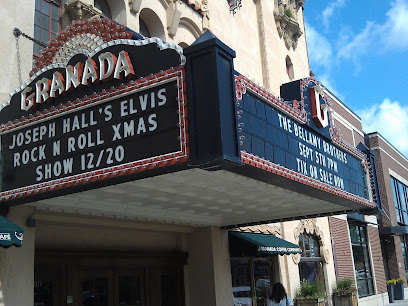 GRANADA
JOSEPH HALL'S ELVIS
ROCK N ROLL XMAS
SHOW 12/20
THE BELLAMY BROTHERS
SEPT 5TH 7PM
TIX ON SALE NOW